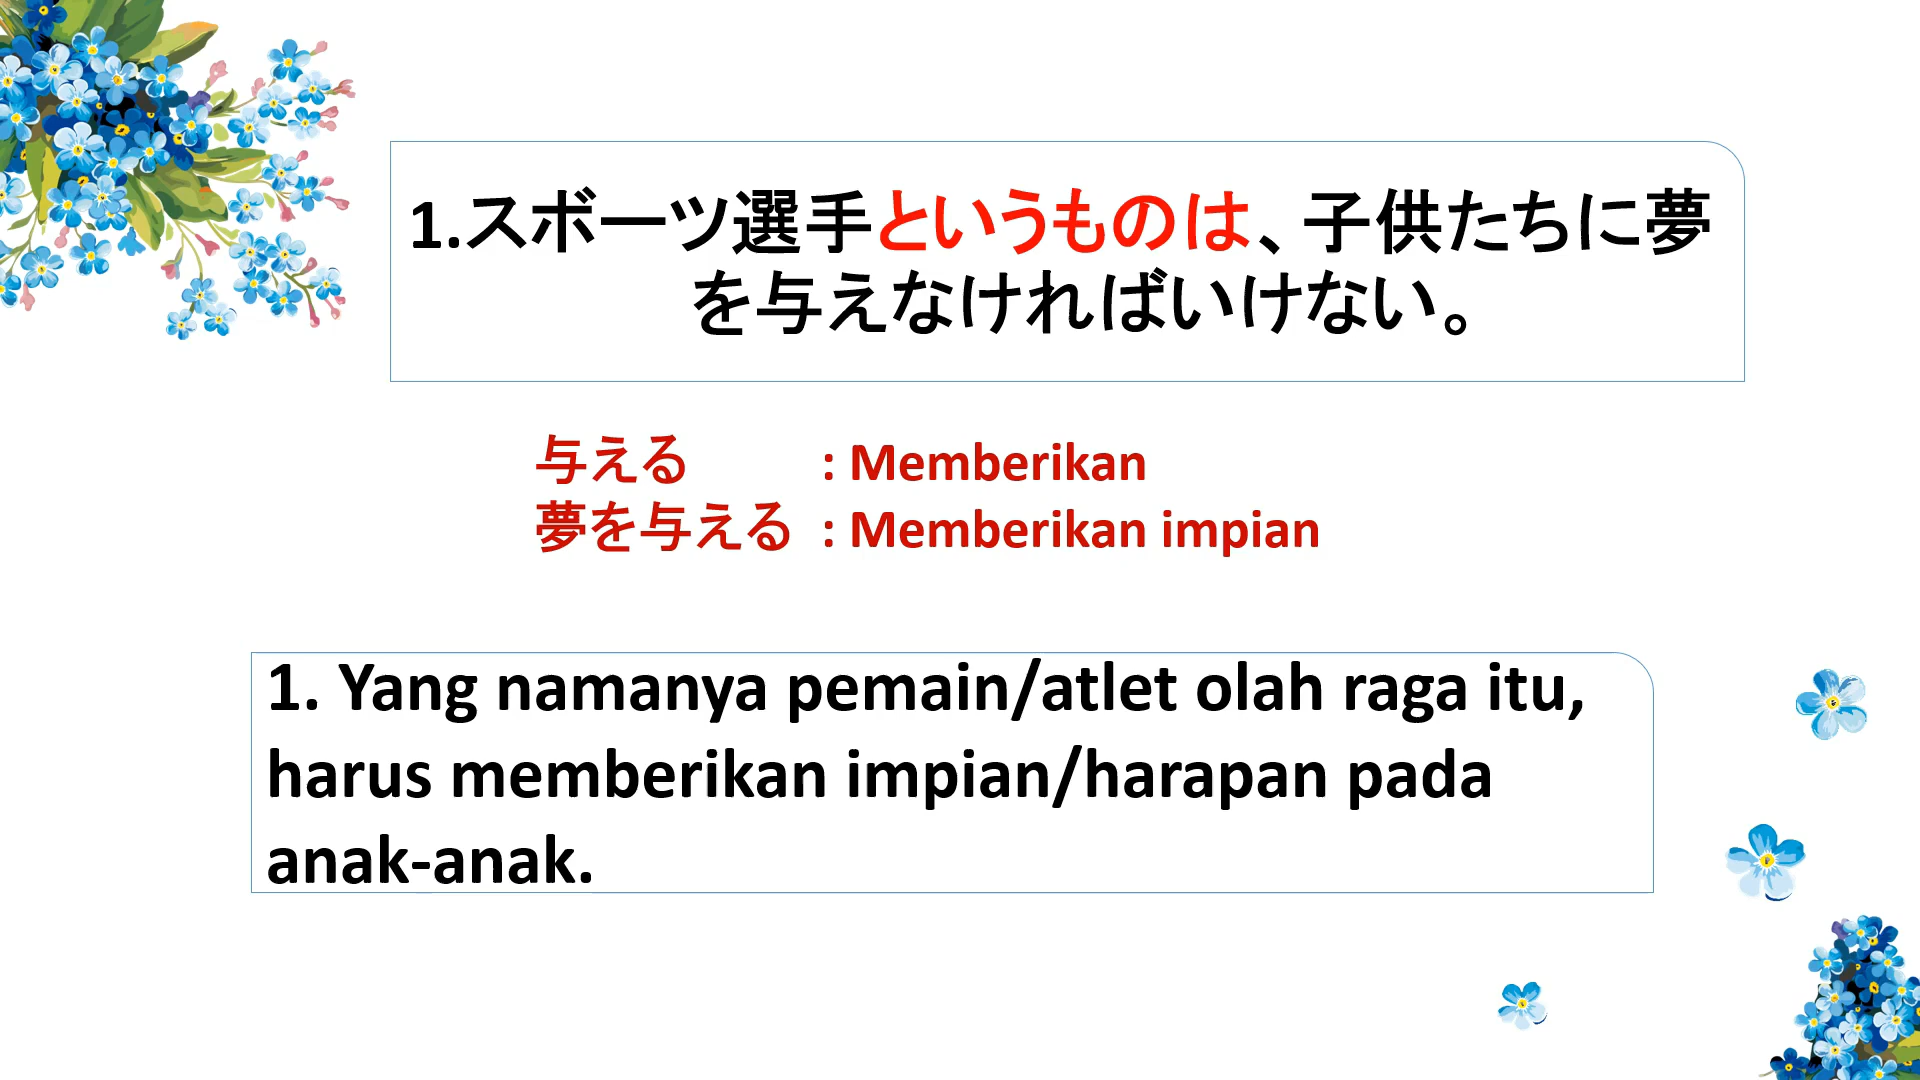 1.スボーツ選手というものは、子供たちに夢
を与えなければいけない。
与える : Memberikan
夢を与える : Memberikan impian
1. Yang namanya pemain/atlet olah raga itu,
harus memberikan impian/harapan pada
anak-anak.